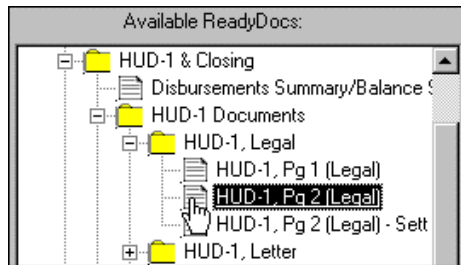 Available ReadyDocs:
HUD-1 & Closing
Disbursements Summary/Balance S
HUD-1 Documents
HUD-1, Legal
HUD-1, Pg 1 (Legal)
HUD-1, Pg 2 (Legal)
HUD-1, Pg 2 (Legal) - Sett
HUD-1, Letter